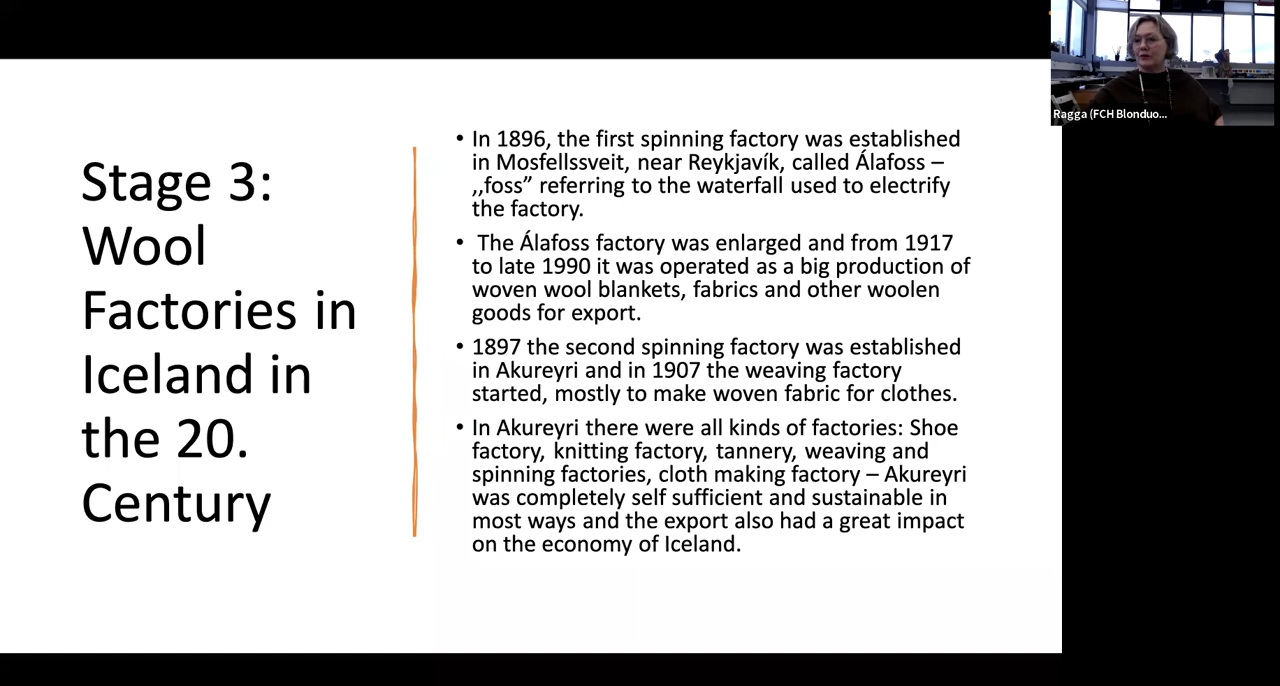 Stage 3:
Wool
Factories in
Iceland in
the 20.
Century
• In 1896, the first spinning factory was established
in Mosfellssveit, near Reykjavík, called Álafoss –
,,foss” referring to the waterfall used to electrify
the factory.
• The Álafoss factory was enlarged and from 1917
to late 1990 it was operated as a big production of
woven wool blankets, fabrics and other woolen
goods for export.
• 1897 the second spinning factory was established
in Akureyri and in 1907 the weaving factory
started, mostly to make woven fabric for clothes.
• In Akureyri there were all kinds of factories: Shoe
factory, knitting factory, tannery, weaving and
spinning factories, cloth making factory – Akureyri
was completely self sufficient and sustainable in
most ways and the export also had a great impact
on the economy of Iceland.
Ragga (FCH Blonduo...